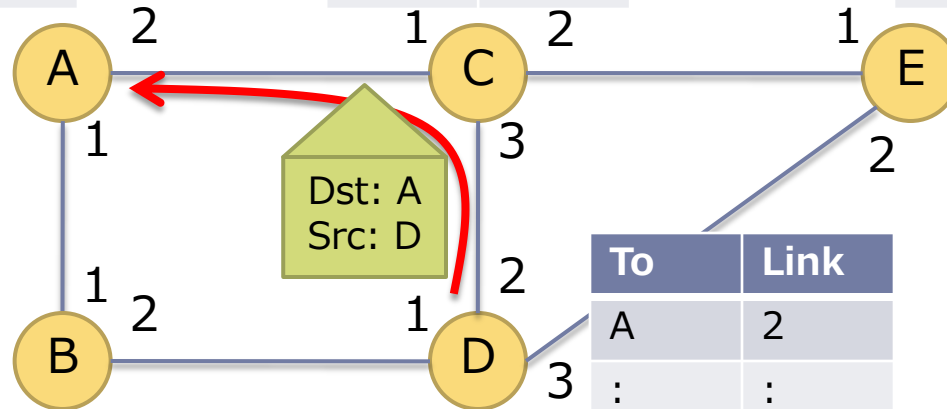 2 1 2 1
A C E
1 3 2
Dst: A
Src: D
To Link
1 2 1 2 A 2
B D
3 : :